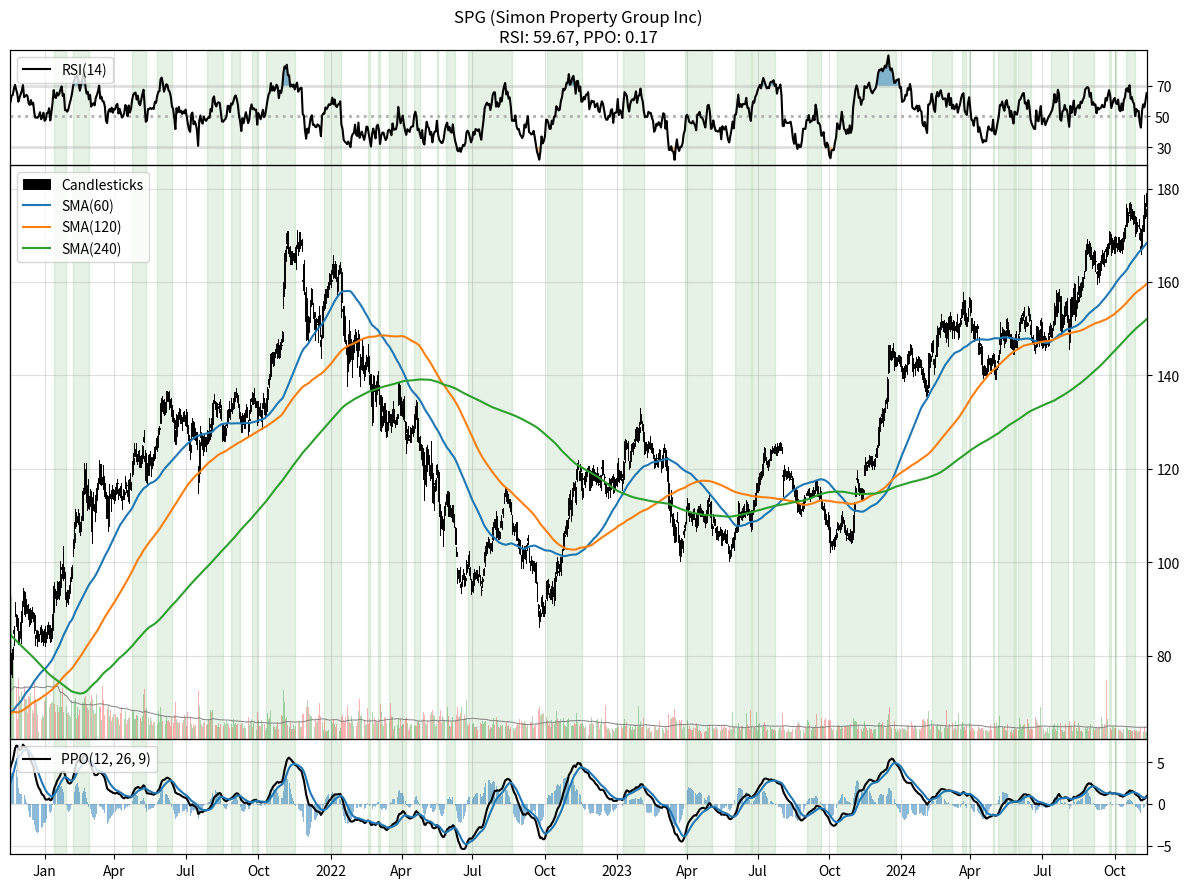 SPG (Simon Property Group Inc)
RSI: 59.67, PPO: 0.17
RSI(14)
70
50
30
Candlesticks
SMA(60)
SMA(120)
SMA(240)
180
160
140
120
100
80
PPO(12, 26, 9)
5
0
−5
Jan Apr Jul Oct 2022 Apr Jul Oct 2023 Apr Jul Oct 2024 Apr Jul Oct